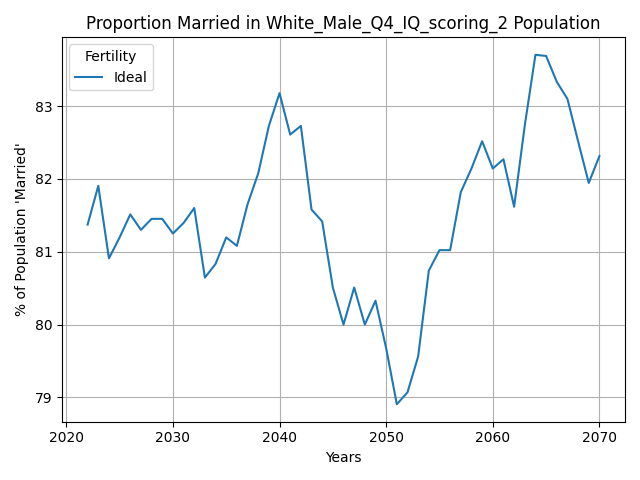 Proportion Married in White_Male_Q4_IQ_scoring_2 Population
Fertility
Ideal
% of Population 'Married'
83
82
81
80
79
2020
2030
2040
2050
2060
2070
Years